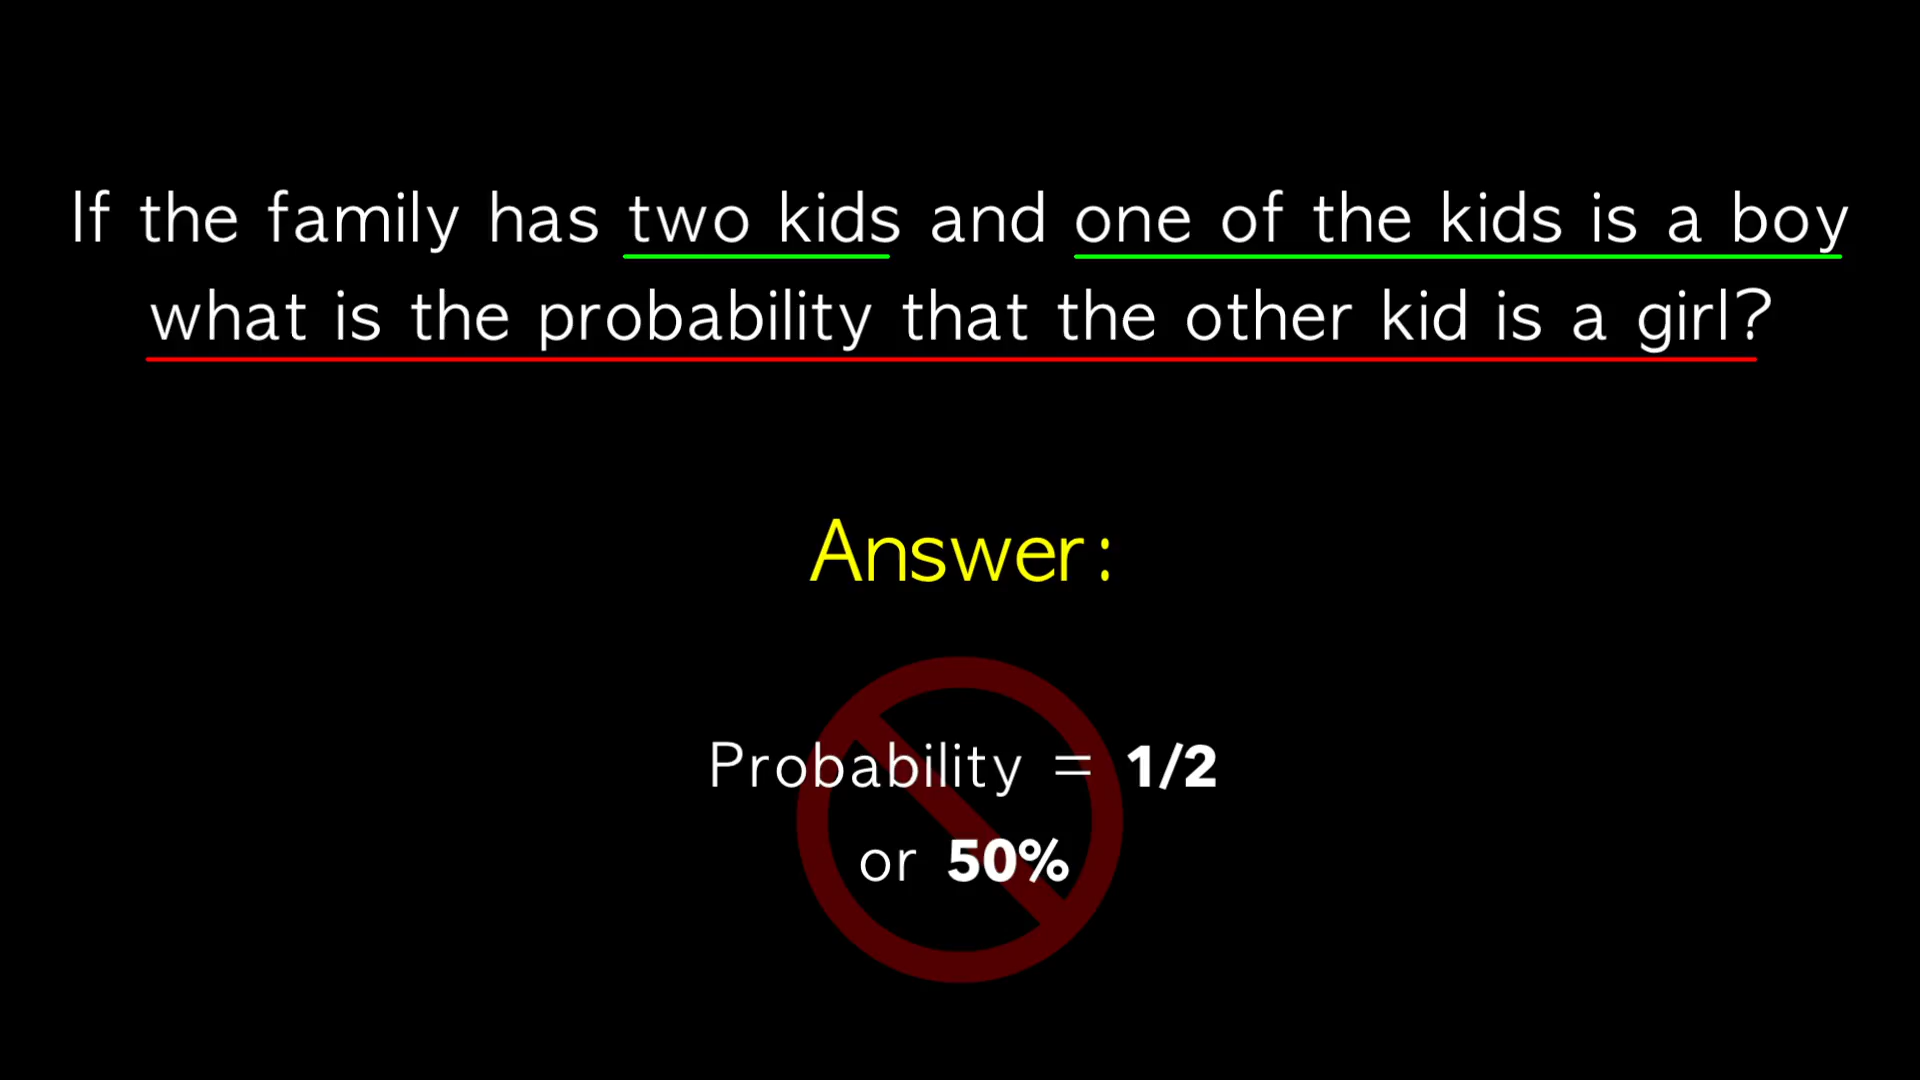 If the family has two kids and one of the kids is a boy
what is the probability that the other kid is a girl?
Answer:
Probability = 1/2
or 50%